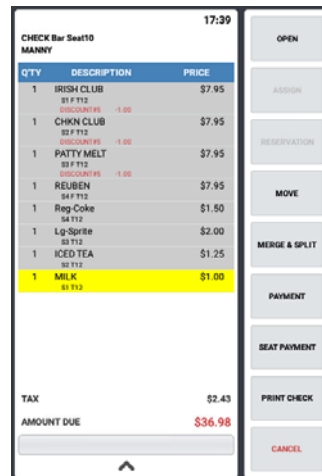 17:39
CHECK Bar Seat10
MANNY
Q'TY DESCRIPTION PRICE
1 IRISH CLUB $7.95
S1 F T12
DISCOUNT#5 -1.00
1 CHKN CLUB $7.95
S2 F T12
DISCOUNT#5 -1.00
1 PATTY MELT $7.95
S3 F T12
DISCOUNT#5 -1.00
1 REUBEN $7.95
S4 F T12
1 Reg-Coke $1.50
S4 T12
1 Lg-Sprite $2.00
S3 T12
1 ICED TEA $1.25
S2 T12
1 MILK $1.00
S1 T12
TAX $2.43
AMOUNT DUE $36.98
OPEN
ASSIGN
RESERVATION
MOVE
MERGE & SPLIT
PAYMENT
SEAT PAYMENT
PRINT CHECK
CANCEL